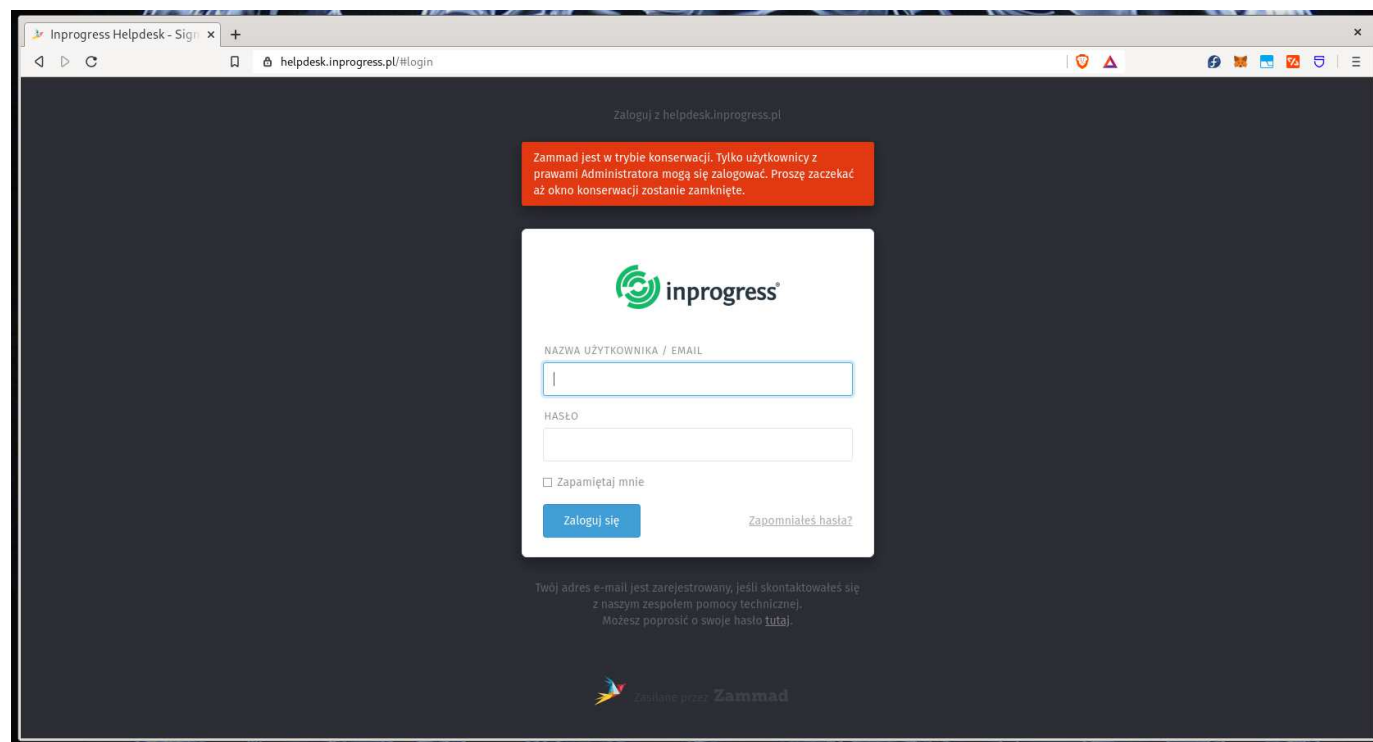 Inprogress Helpdesk - Sign
helpdesk.inprogress.pl/#login
Zaloguj z helpdesk.inprogress.pl
Zammad jest w trybie konserwacji. Tylko użytkownicy z
prawami Administratora mogą się zalogować. Proszę zaczekać
aż okno konserwacji zostanie zamknięte.
inprogress
NAZWA UŻYTKOWNIKA / EMAIL
HASŁO
Zapamiętaj mnie
Zaloguj się Zapomniałeś hasła?
Twój adres e-mail jest zarejestrowany, jeśli skontaktowałeś się
z naszym zespołem pomocy technicznej.
Możesz poprosić o swoje hasło tutaj.
Zasilane przez Zammad